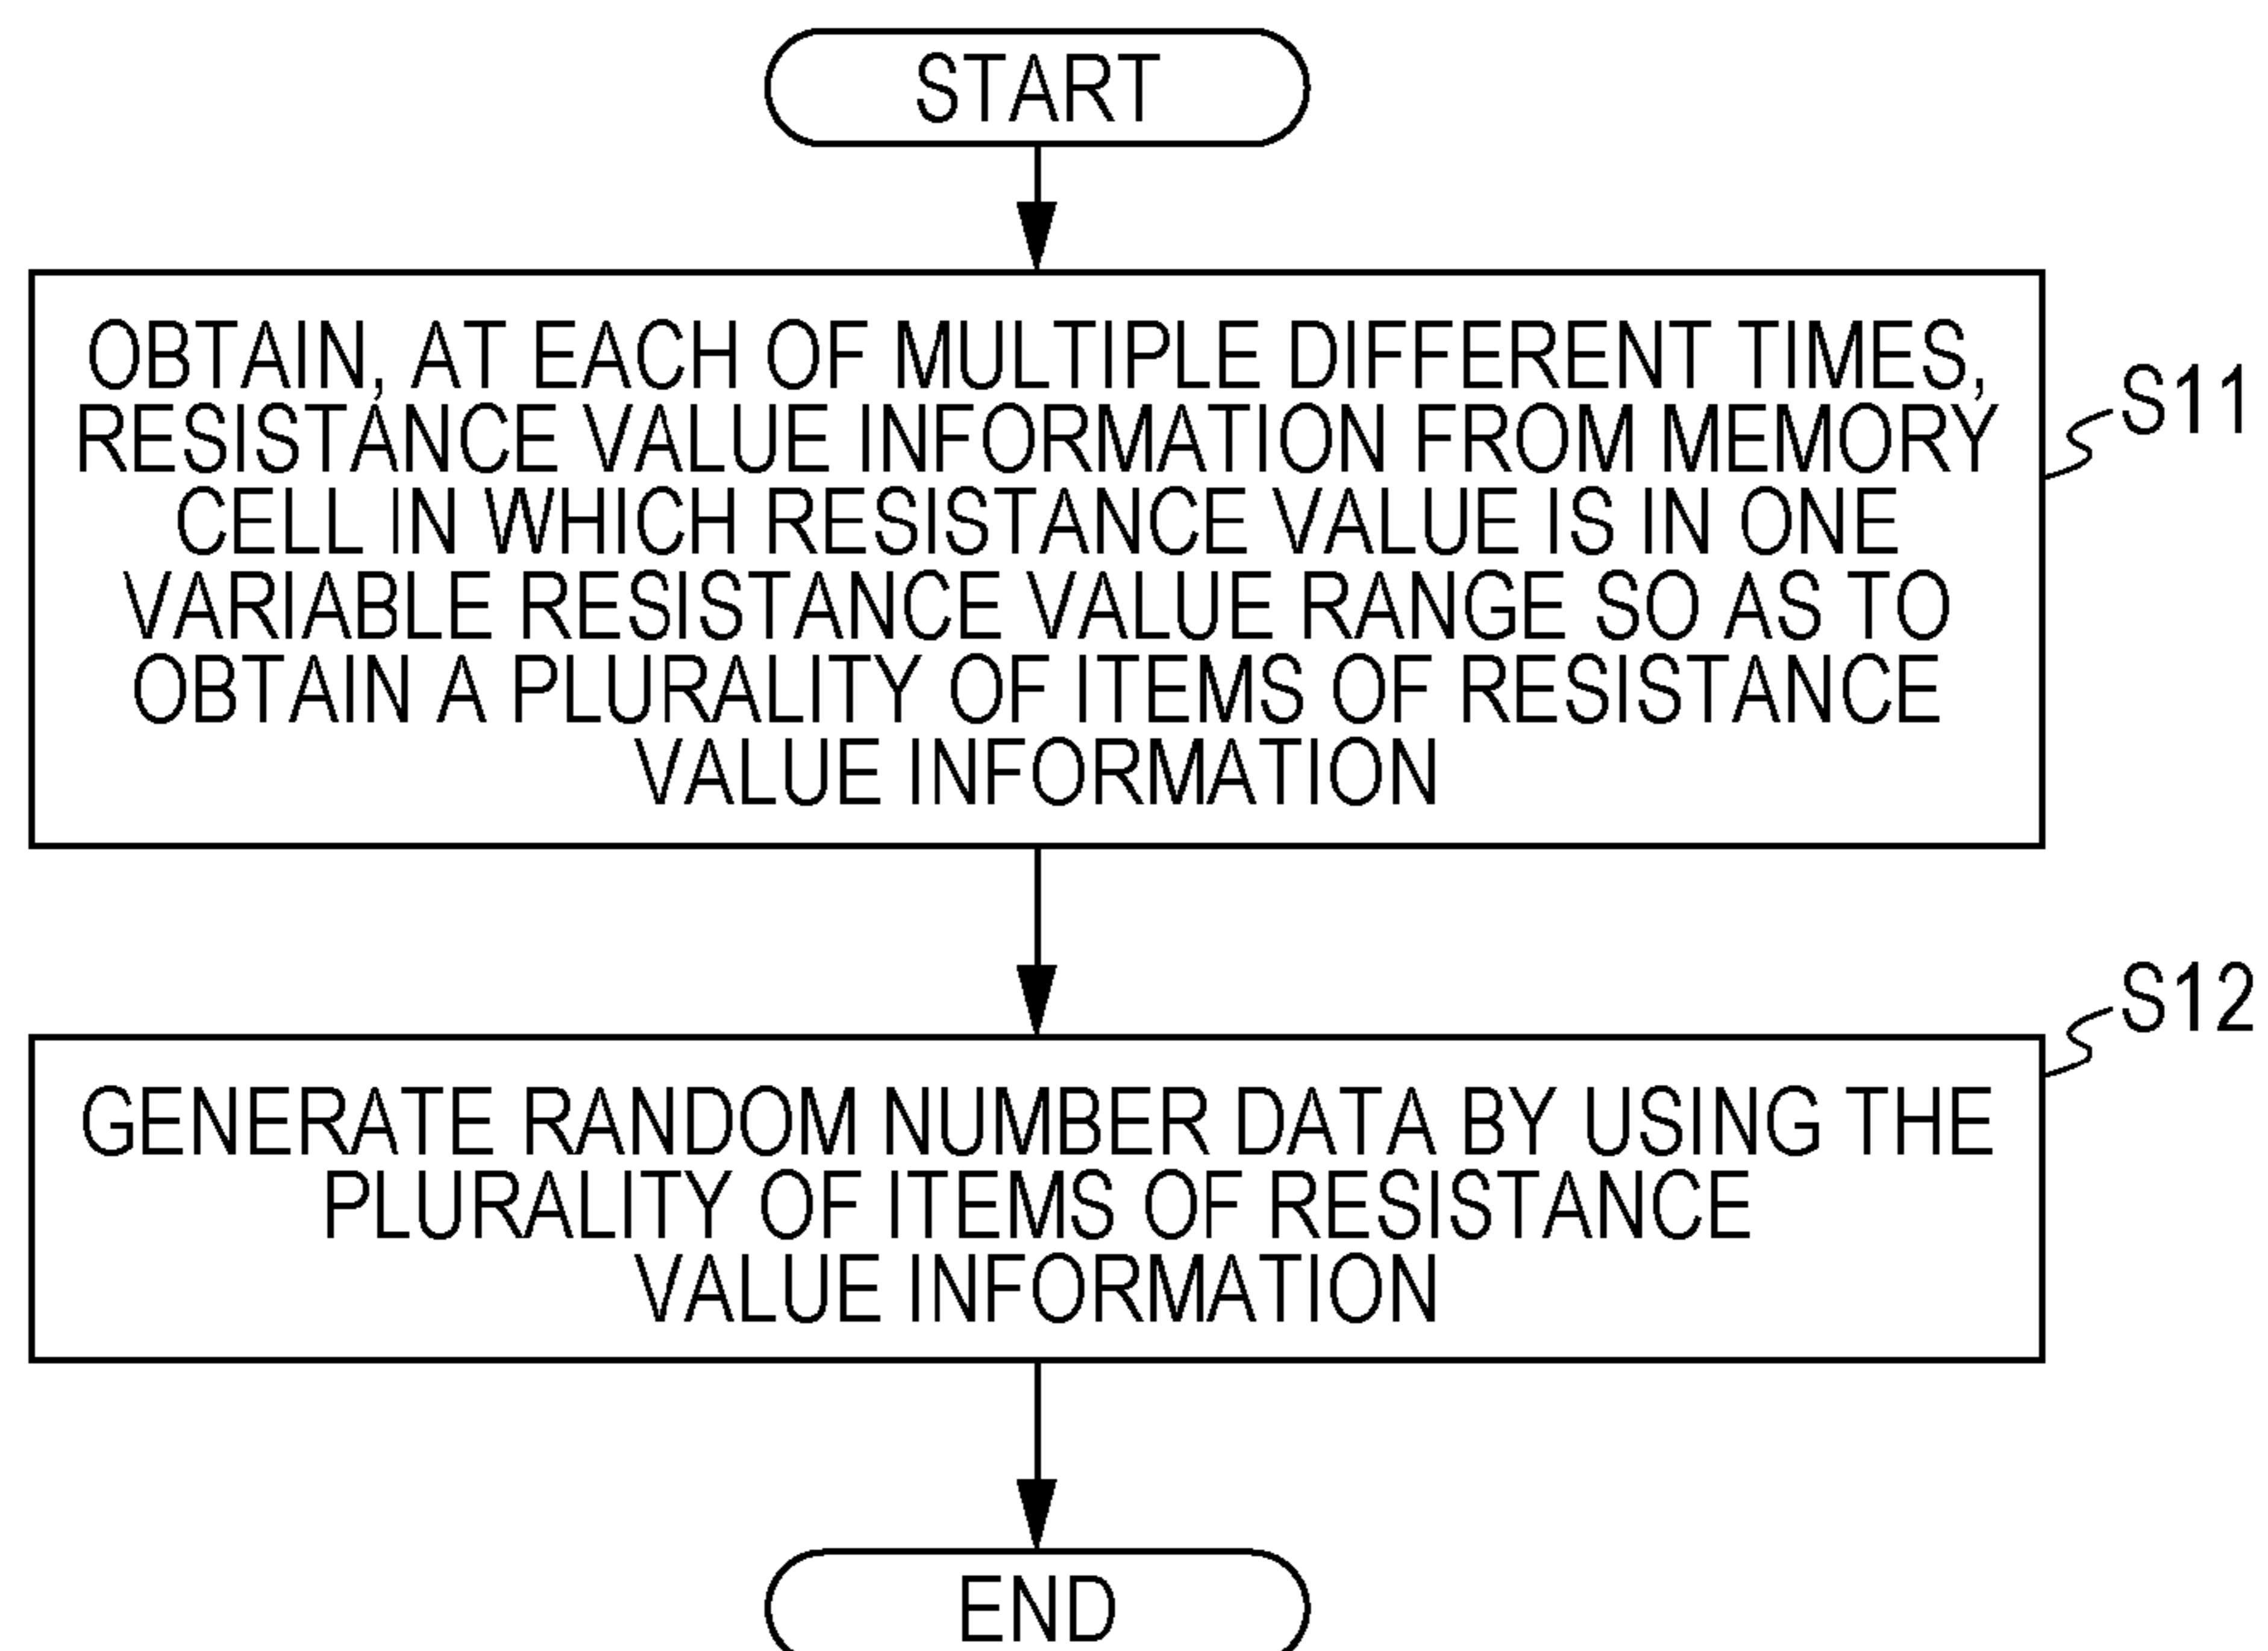 START
OBTAIN, AT EACH OF MULTIPLE DIFFERENT TIMES,
RESISTANCE VALUE INFORMATION FROM MEMORY
CELL IN WHICH RESISTANCE VALUE IS IN ONE
VARIABLE RESISTANCE VALUE RANGE SO AS TO
OBTAIN A PLURALITY OF ITEMS OF RESISTANCE
VALUE INFORMATION
S11
GENERATE RANDOM NUMBER DATA BY USING THE
PLURALITY OF ITEMS OF RESISTANCE
VALUE INFORMATION
S12
END